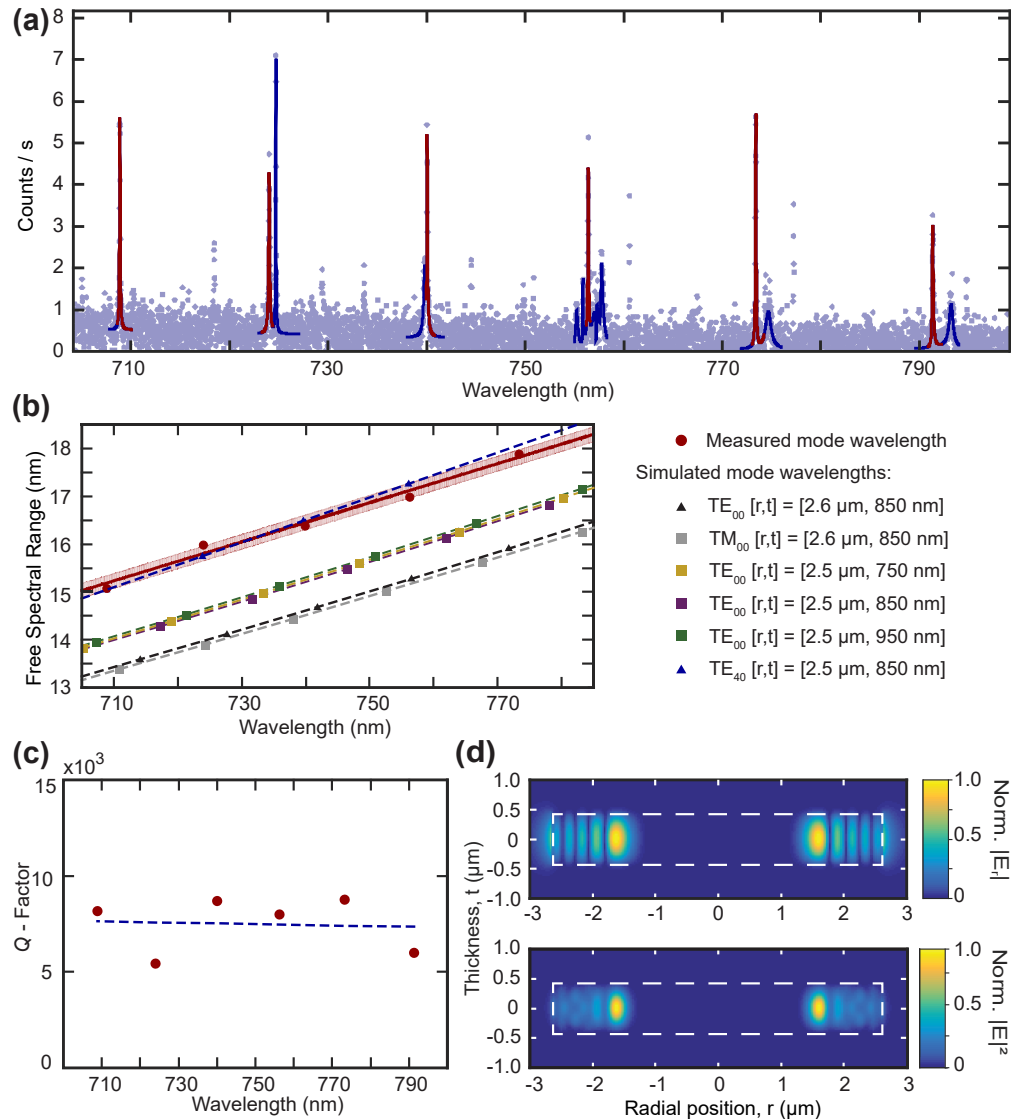 (a)
8
7
6
5
4
3
2
1
0
Counts / s
710 730 750 770 790
Wavelength (nm)
(b)
18
17
16
15
14
13
Free Spectral Range (nm)
710 730 750 770
Wavelength (nm)
Measured mode wavelength
Simulated mode wavelengths:
TE₀₀ [r,t] = [2.6 µm, 850 nm]
TM₀₀ [r,t] = [2.6 µm, 850 nm]
TE₀₀ [r,t] = [2.5 µm, 750 nm]
TE₀₀ [r,t] = [2.5 µm, 850 nm]
TE₀₀ [r,t] = [2.5 µm, 950 nm]
TE₄₀ [r,t] = [2.5 µm, 850 nm]
(c)
x10³
15
10
5
0
Q - Factor
710 730 750 770 790
Wavelength (nm)
(d)
1.0
0.5
0
-0.5
-1.0
-3 -2 -1 0 1 2 3
1.0
0.5
0
Norm. |Eᵣ|
Thickness, t (µm)
1.0
0.5
0
-0.5
-1.0
-3 -2 -1 0 1 2 3
Radial position, r (µm)
1.0
0.5
0
Norm. |E|²